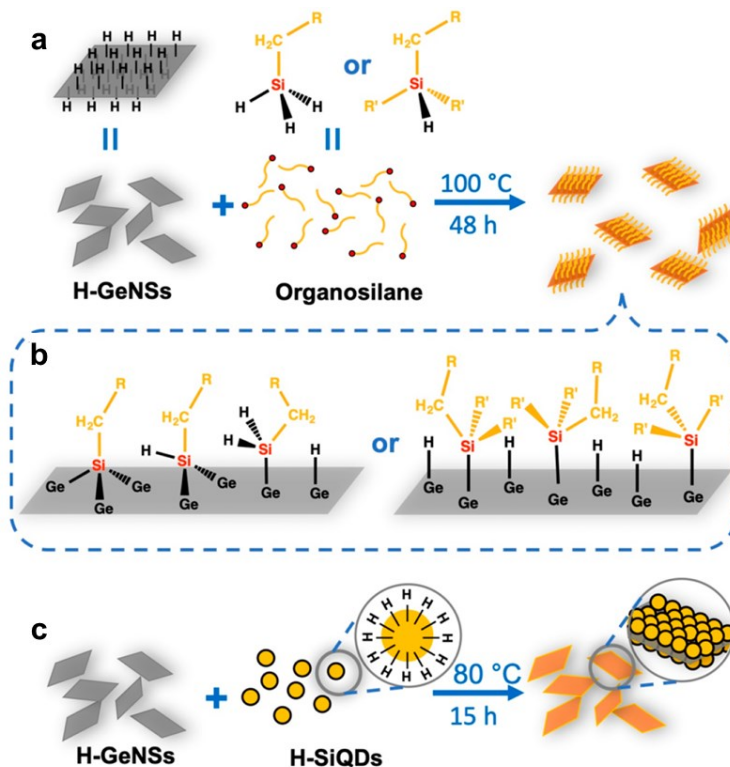 a
H H H H
H H H H
H H H H
H H H H
R
H₂C
Si
H
H
H
or
R
H₂C
Si
R'
R'
H
=
=
+
100 °C
48 h
H-GeNSs
Organosilane
b
R
H₂C
Si
Ge
Ge
Ge
R
H₂C
H
Si
Ge
Ge
R
H
CH₂
H
Si
H
Ge
Ge
or
R
H₂C
R'
Si
R'
H
H
Ge
Ge
Ge
R
R'
CH₂
R'
Si
H
H
Ge
Ge
Ge
R
H₂C
R'
R'
Si
Ge
c
H H H H H H H H H H H H
+
80 °C
15 h
H-GeNSs
H-SiQDs